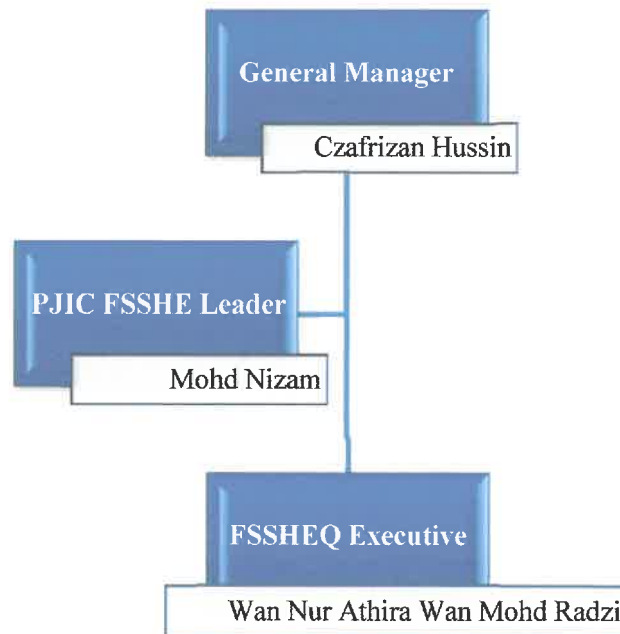 General Manager
Czafrizan Hussin
PJIC FSSHE Leader
Mohd Nizam
FSSHEQ Executive
Wan Nur Athira Wan Mohd Radzi